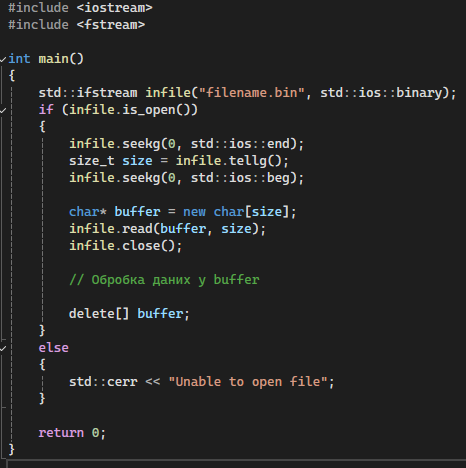 #include <iostream>
#include <fstream>
int main()
{
std::ifstream infile("filename.bin", std::ios::binary);
if (infile.is_open())
{
infile.seekg(0, std::ios::end);
size_t size = infile.tellg();
infile.seekg(0, std::ios::beg);
char* buffer = new char[size];
infile.read(buffer, size);
infile.close();
// Обробка даних у buffer
delete[] buffer;
}
else
{
std::cerr << "Unable to open file";
}
return 0;
}